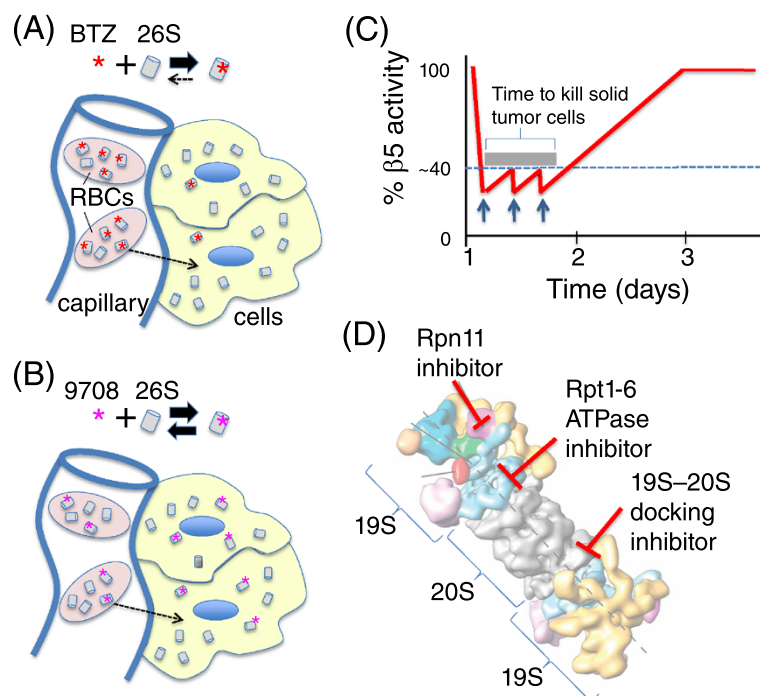 (A)
BTZ 26S
* + *
RBCs
capillary
cells
(B)
9708 26S
* + *
(C)
% β5 activity
100
~40
0
Time to kill solid
tumor cells
1 2 3
Time (days)
(D)
Rpn11
inhibitor
Rpt1-6
ATPase
inhibitor
19S–20S
docking
inhibitor
19S
20S
19S